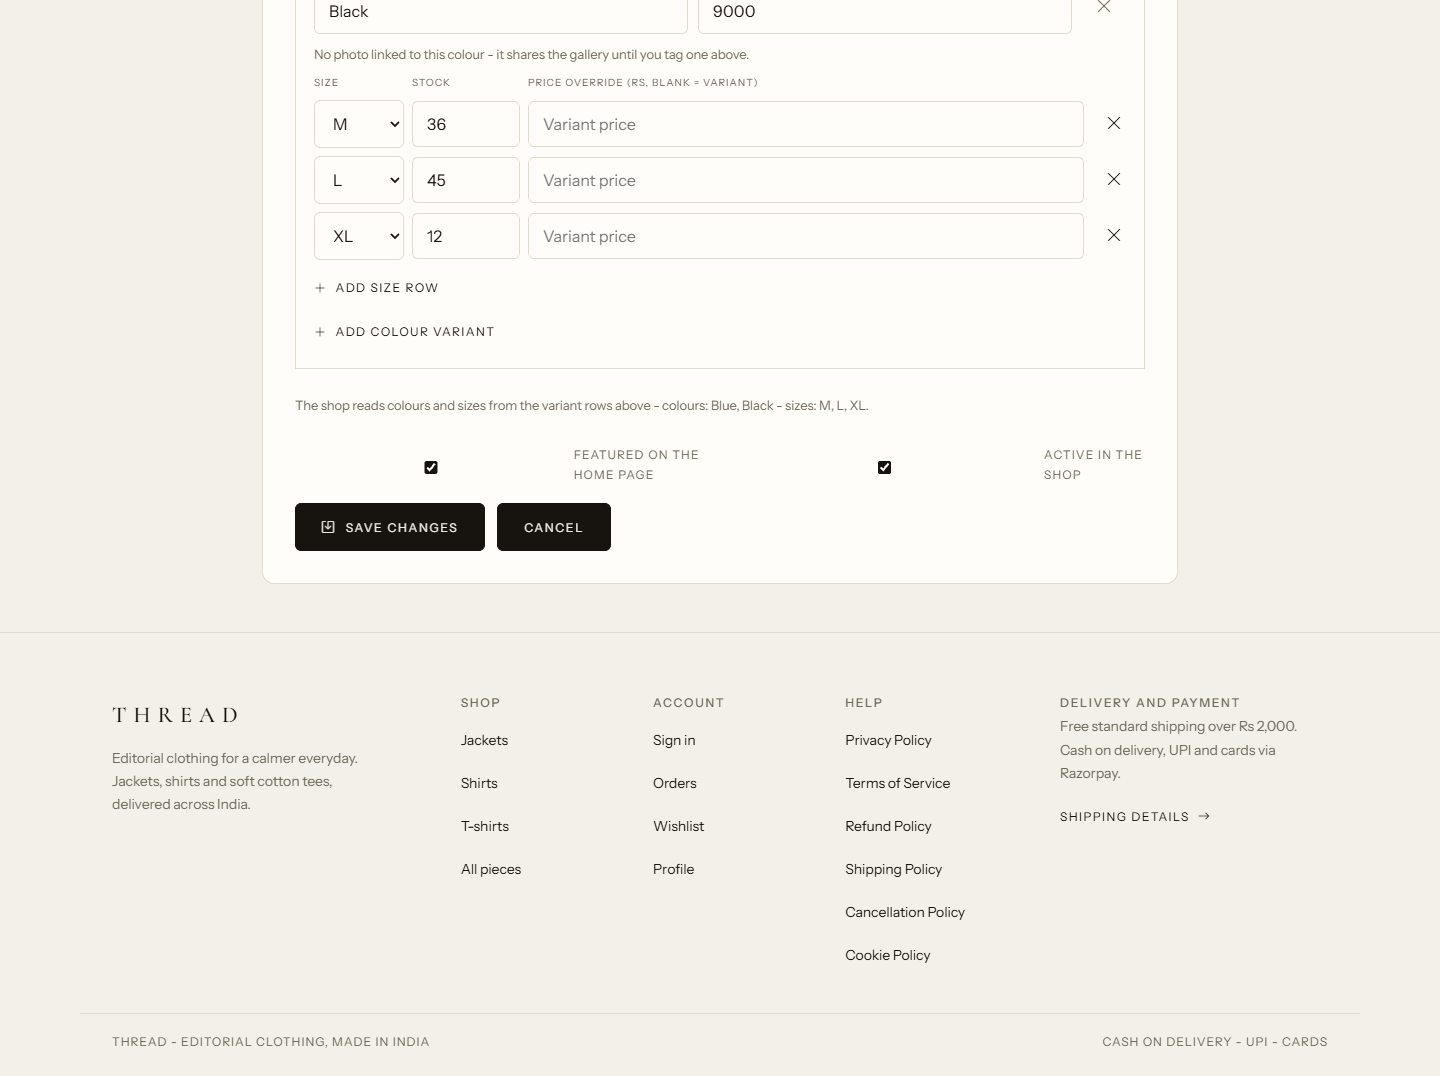 Black
9000
No photo linked to this colour - it shares the gallery until you tag one above.
SIZE
STOCK
PRICE OVERRIDE (RS, BLANK = VARIANT)
M
36
Variant price
L
45
Variant price
XL
12
Variant price
+ ADD SIZE ROW
+ ADD COLOUR VARIANT
The shop reads colours and sizes from the variant rows above - colours: Blue, Black - sizes: M, L, XL.
FEATURED ON THE
HOME PAGE
ACTIVE IN THE
SHOP
SAVE CHANGES
CANCEL
THREAD
Editorial clothing for a calmer everyday.
Jackets, shirts and soft cotton tees,
delivered across India.
SHOP
Jackets
Shirts
T-shirts
All pieces
ACCOUNT
Sign in
Orders
Wishlist
Profile
HELP
Privacy Policy
Terms of Service
Refund Policy
Shipping Policy
Cancellation Policy
Cookie Policy
DELIVERY AND PAYMENT
Free standard shipping over Rs 2,000.
Cash on delivery, UPI and cards via
Razorpay.
SHIPPING DETAILS →
THREAD - EDITORIAL CLOTHING, MADE IN INDIA
CASH ON DELIVERY - UPI - CARDS